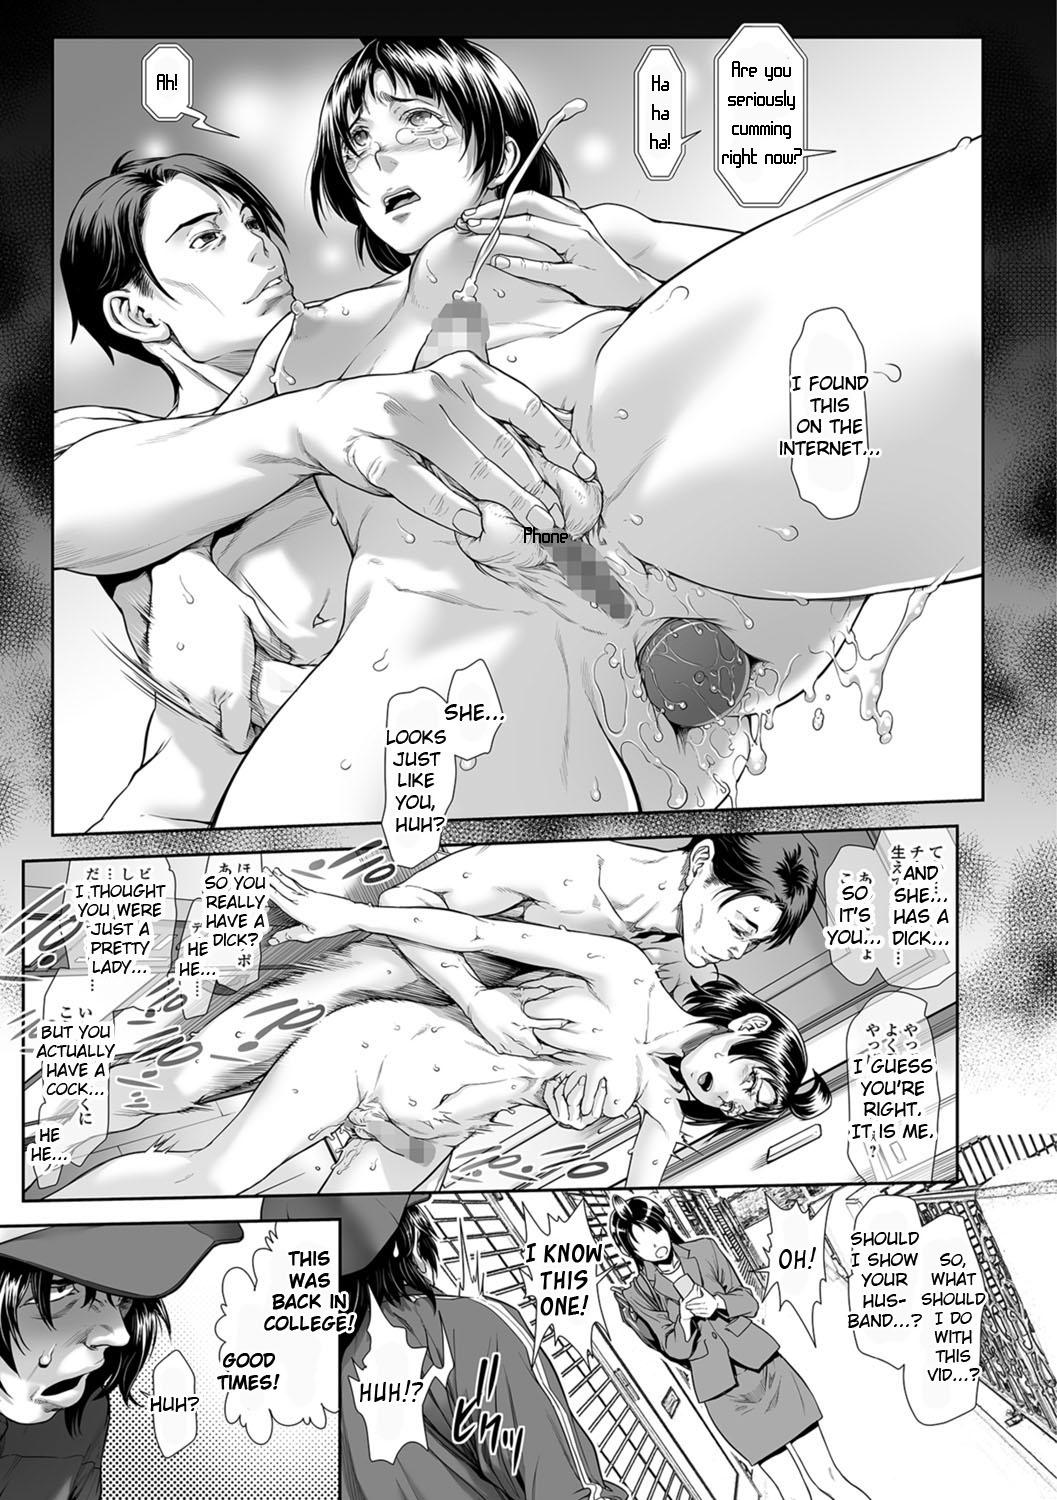 Are you
seriously
cumming
right now?
Ha
ha
ha!
Ah!
I FOUND
THIS
ON THE
INTERNET...
Phone
SHE...
LOOKS
JUST
LIKE
YOU,
HUH?
AND
SHE...
HAS A
DICK...
SO
IT'S
YOU...
SO YOU
REALLY
HAVE A
DICK?
HE
HE...
I THOUGHT
YOU WERE
JUST A
PRETTY
LADY...
BUT YOU
ACTUALLY
HAVE A
COCK...
HE
HE...
I GUESS
YOU'RE
RIGHT.
IT IS ME.
SO,
WHAT
SHOULD
I DO
WITH
THIS
VID...?
SHOULD
I SHOW
YOUR
HUS-
BAND...?
OH!
I KNOW
THIS
ONE!
HUH!?
THIS
WAS
BACK IN
COLLEGE!
GOOD
TIMES!
HUH?